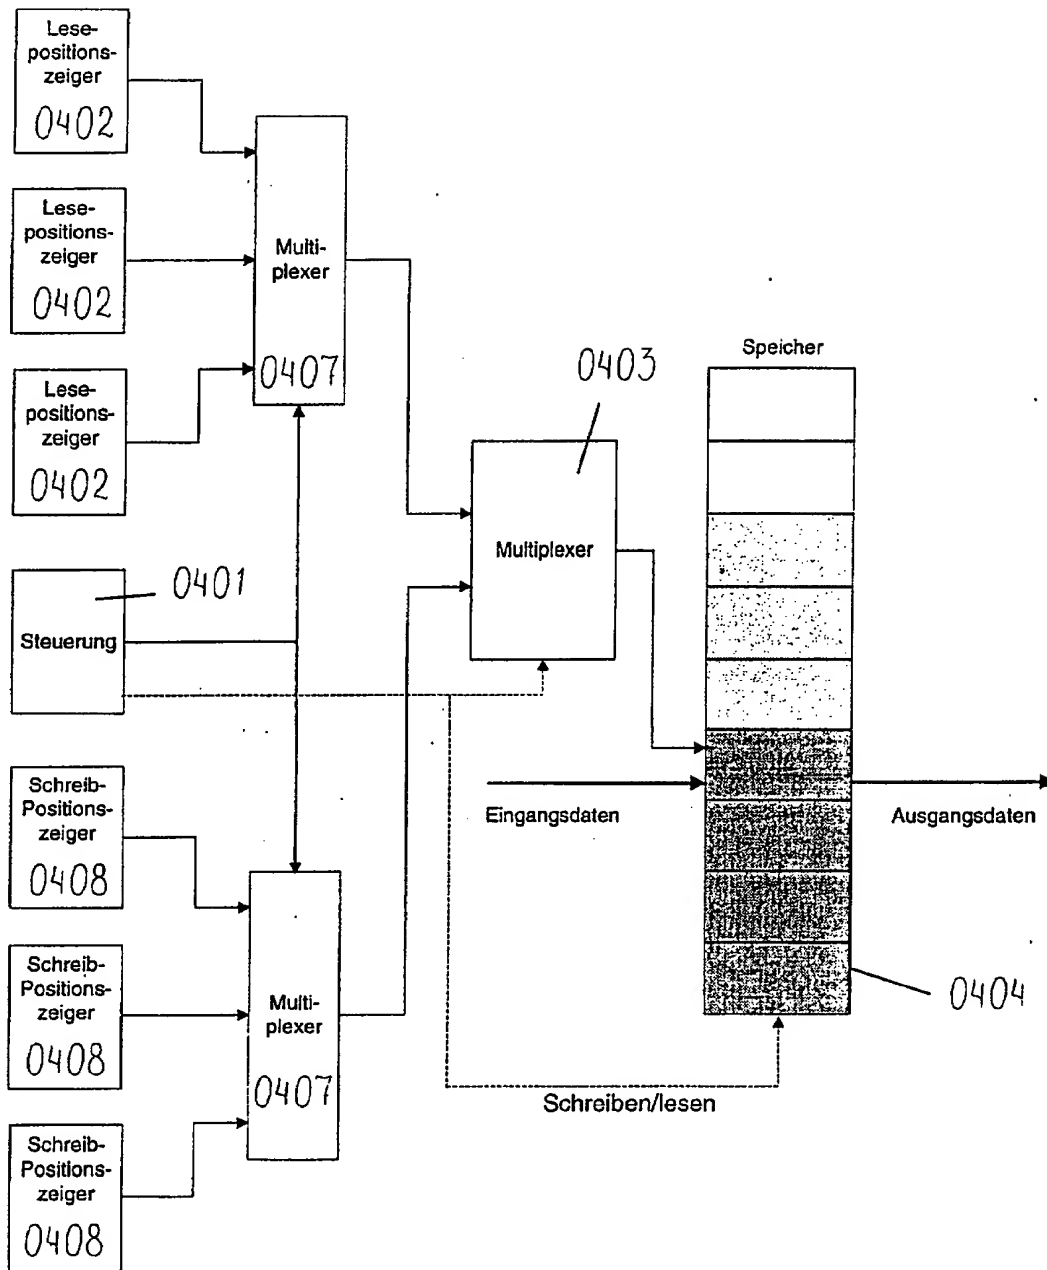 Lese-
positions-
zeiger
0402
Lese-
positions-
zeiger
0402
Multi-
plexer
0407
Lese-
positions-
zeiger
0402
0403
Speicher
Multiplexer
0401
Steuerung
Eingangsdaten
Ausgangsdaten
Schreib-
Positions-
zeiger
0408
Schreib-
Positions-
zeiger
0408
Multi-
plexer
0407
0404
Schreiben/lesen
Schreib-
Positions-
zeiger
0408